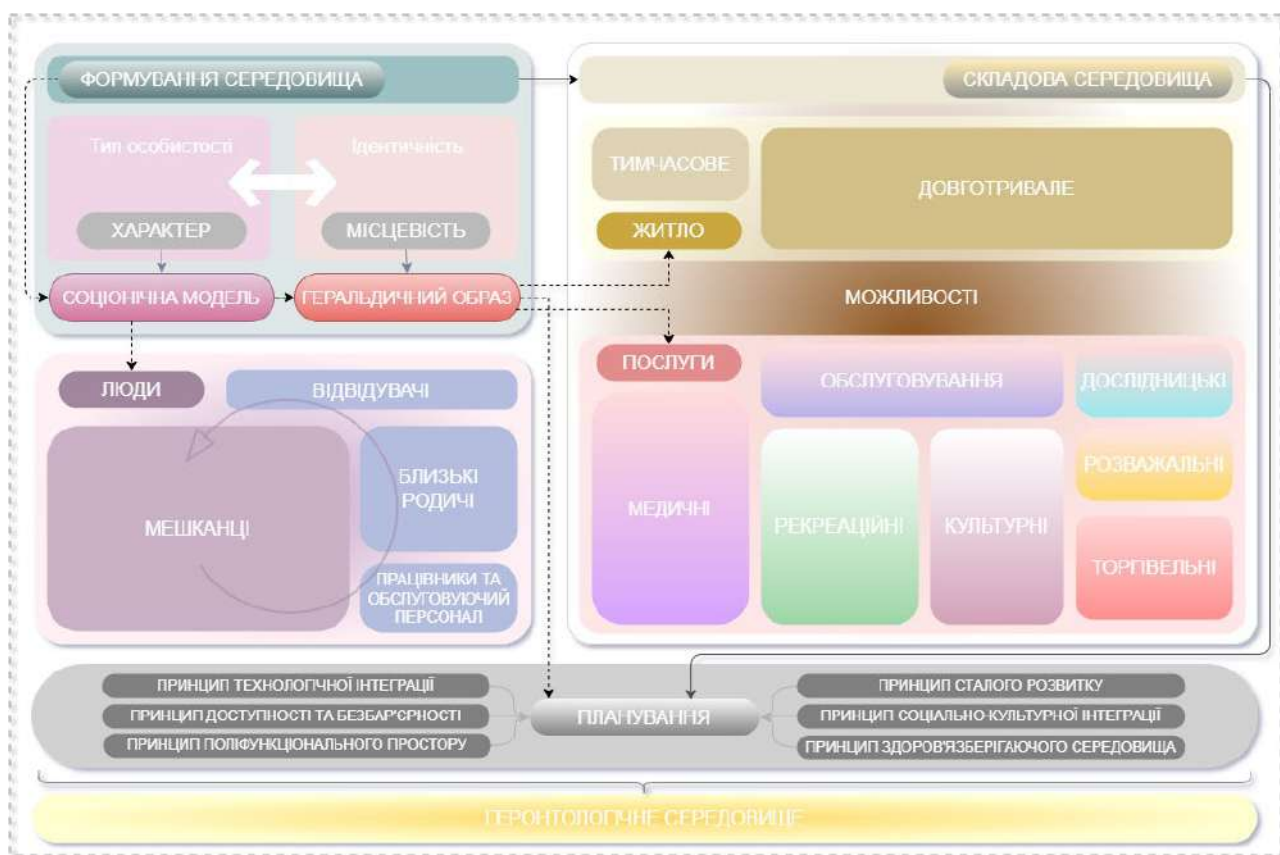 ФОРМУВАННЯ СЕРЕДОВИЩА
СКЛАДОВА СЕРЕДОВИЩА
Тип особистості
Ідентичність
ХАРАКТЕР
МІСЦЕВІСТЬ
СОЦІОНІЧНА МОДЕЛЬ
ГЕРАЛЬДИЧНИЙ ОБРАЗ
ТИМЧАСОВЕ
ДОВГОТРИВАЛЕ
ЖИТЛО
МОЖЛИВОСТІ
ЛЮДИ
ВІДВІДУВАЧІ
МЕШКАНЦІ
БЛИЗЬКІ
РОДИЧІ
ПРАЦІВНИКИ ТА
ОБСЛУГОВУЮЧИЙ
ПЕРСОНАЛ
ПОСЛУГИ
ОБСЛУГОВУВАННЯ
ДОСЛІДНИЦЬКІ
МЕДИЧНІ
РЕКРЕАЦІЙНІ
КУЛЬТУРНІ
РОЗВАЖАЛЬНІ
ТОРГІВЕЛЬНІ
ПРИНЦИП ТЕХНОЛОГІЧНОЇ ІНТЕГРАЦІЇ
ПРИНЦИП ДОСТУПНОСТІ ТА БЕЗБАР'ЄРНОСТІ
ПРИНЦИП ПОЛІФУНКЦІОНАЛЬНОГО ПРОСТОРУ
ПЛАНУВАННЯ
ПРИНЦИП СТАЛОГО РОЗВИТКУ
ПРИНЦИП СОЦІАЛЬНО-КУЛЬТУРНОЇ ІНТЕГРАЦІЇ
ПРИНЦИП ЗДОРОВ'ЯЗБЕРІГАЮЧОГО СЕРЕДОВИЩА
ГЕРОНТОЛОГІЧНЕ СЕРЕДОВИЩЕ